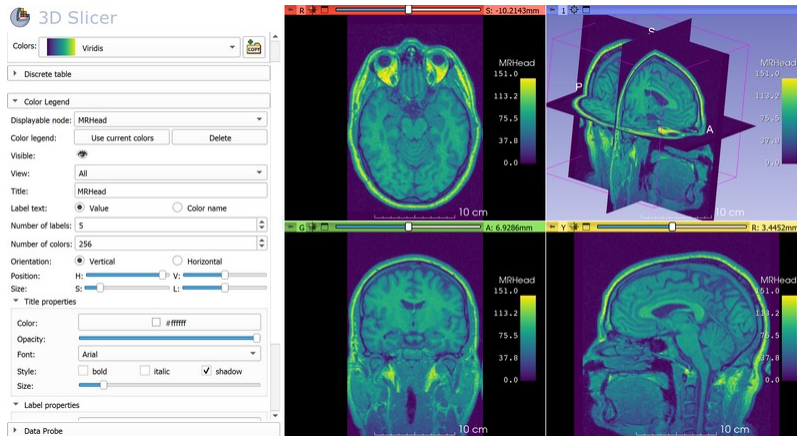 3D Slicer
Colors: Viridis
COPY
Discrete table
Color Legend
Displayable node: MRHead
Color legend: Use current colors Delete
Visible:
View: All
Title: MRHead
Label text: Value Color name
Number of labels: 5
Number of colors: 256
Orientation: Vertical Horizontal
Position: H: V:
Size: S: L:
Title properties
Color: #ffffff
Opacity:
Font: Arial
Style: bold italic shadow
Size:
Label properties
Data Probe
R S: -10.2143mm
MRHead
151.0
113.2
75.5
37.8
0.0
10 cm
1
S
P
A
MRHead
151.0
113.2
75.5
37.8
0.0
G A: 6.9286mm
MRHead
151.0
113.2
75.5
37.8
0.0
10 cm
Y R: 3.4452mm
MRHead
151.0
113.2
75.5
37.8
0.0
10 cm